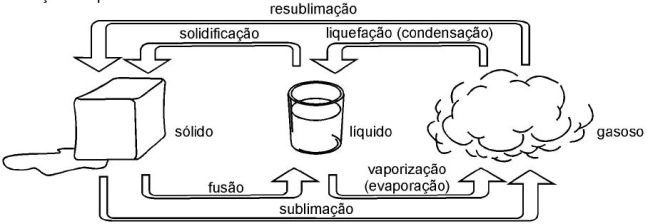 resublimação
solidificação
liquefação (condensação)
sólido
líquido
gasoso
fusão
vaporização
(evaporação)
sublimação